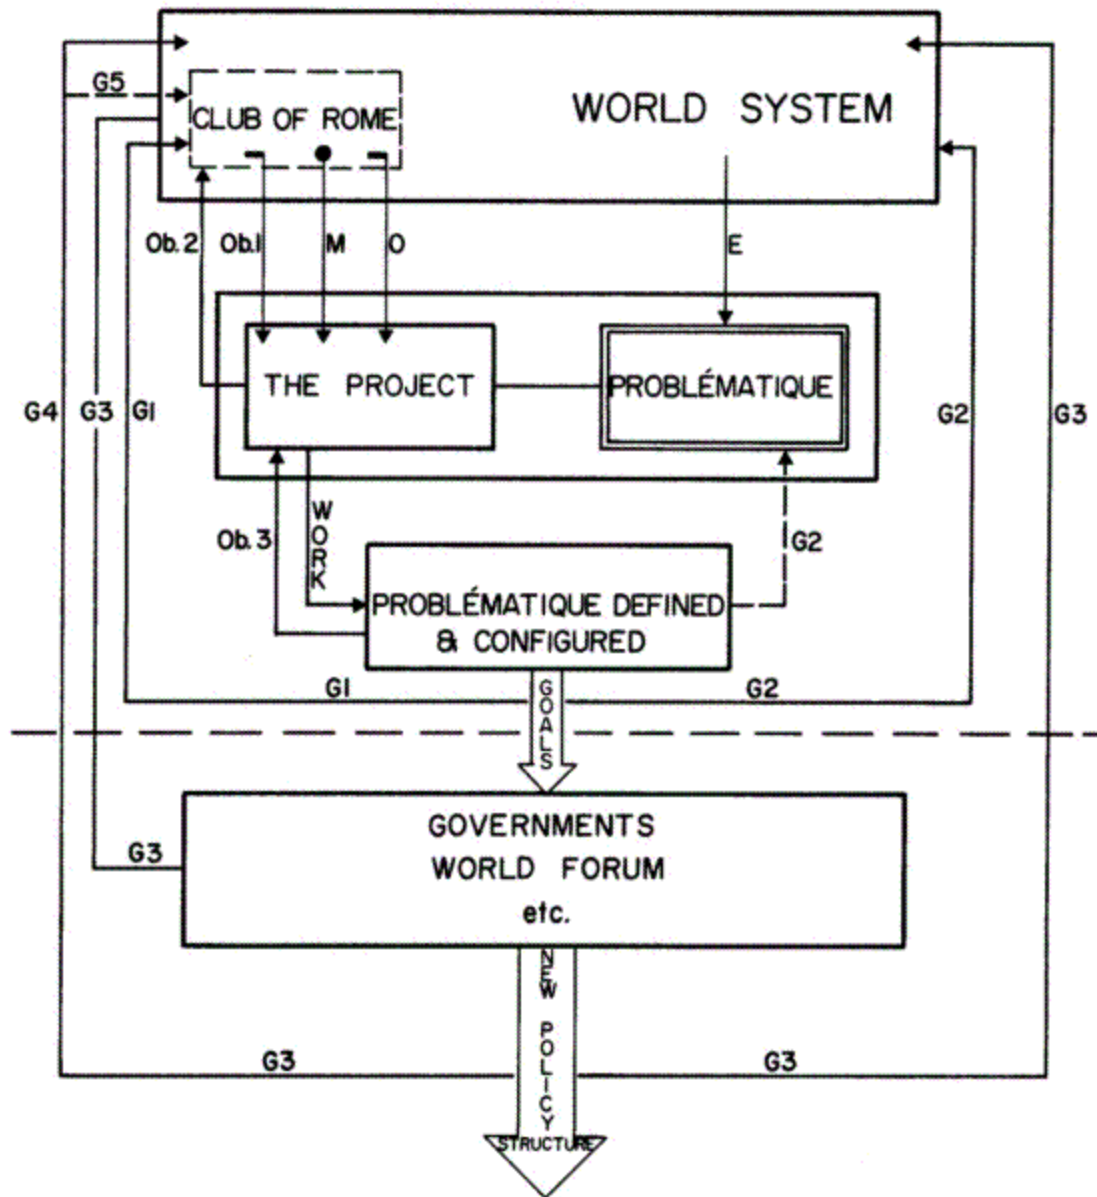 G5
CLUB OF ROME
WORLD SYSTEM
Ob.2
Ob.1
M
O
E
THE PROJECT
PROBLÉMATIQUE
G4
G3
G1
G2
G3
Ob.3
WORK
G2
PROBLÉMATIQUE DEFINED
& CONFIGURED
G1
GOALS
G2
GOVERNMENTS
WORLD FORUM
etc.
G3
NEW POLICY
STRUCTURE
G3
G3